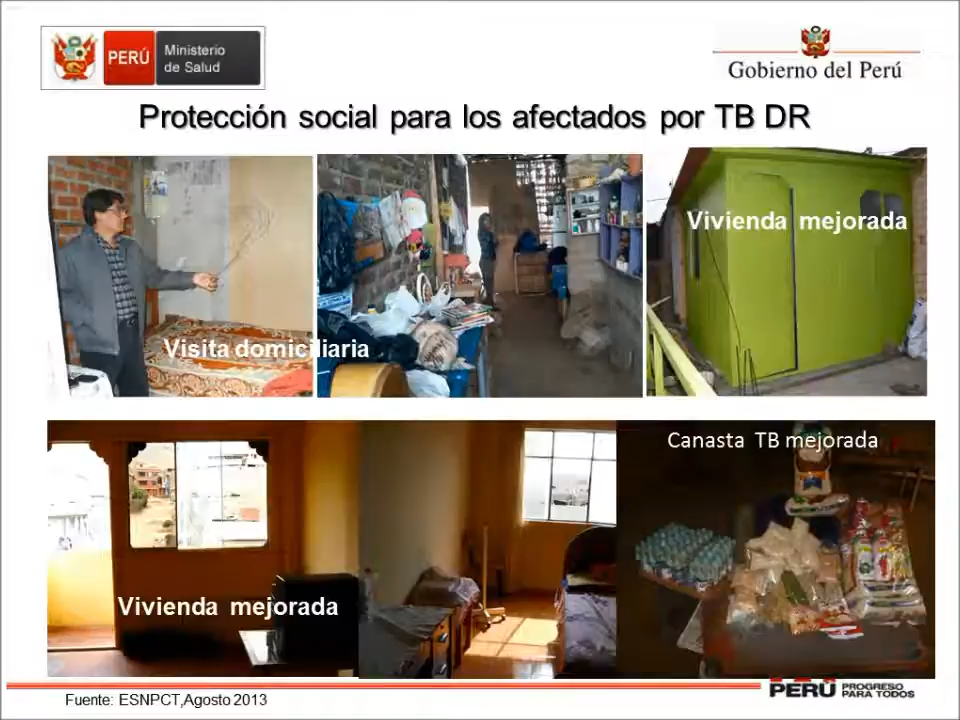 PERÚ
Ministerio
de Salud
Gobierno del Perú
Protección social para los afectados por TB DR
Visita domiciliaria
Vivienda mejorada
Vivienda mejorada
Canasta TB mejorada
Fuente: ESNPCT,Agosto 2013
PERÚ
PROGRESO
PARA TODOS